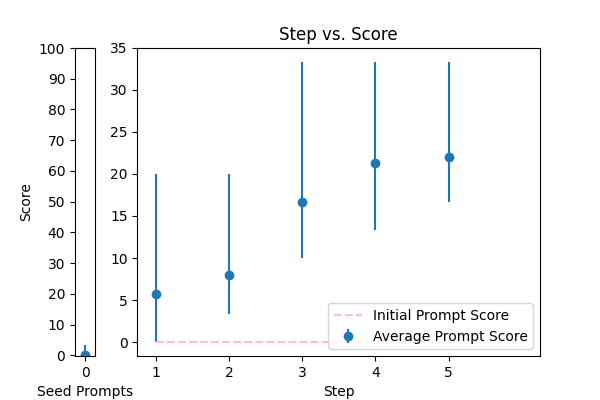 Step vs. Score
Score
100
90
80
70
60
50
40
30
20
10
0
0
Seed Prompts
35
30
25
20
15
10
5
0
1 2 3 4 5
Step
Initial Prompt Score
Average Prompt Score